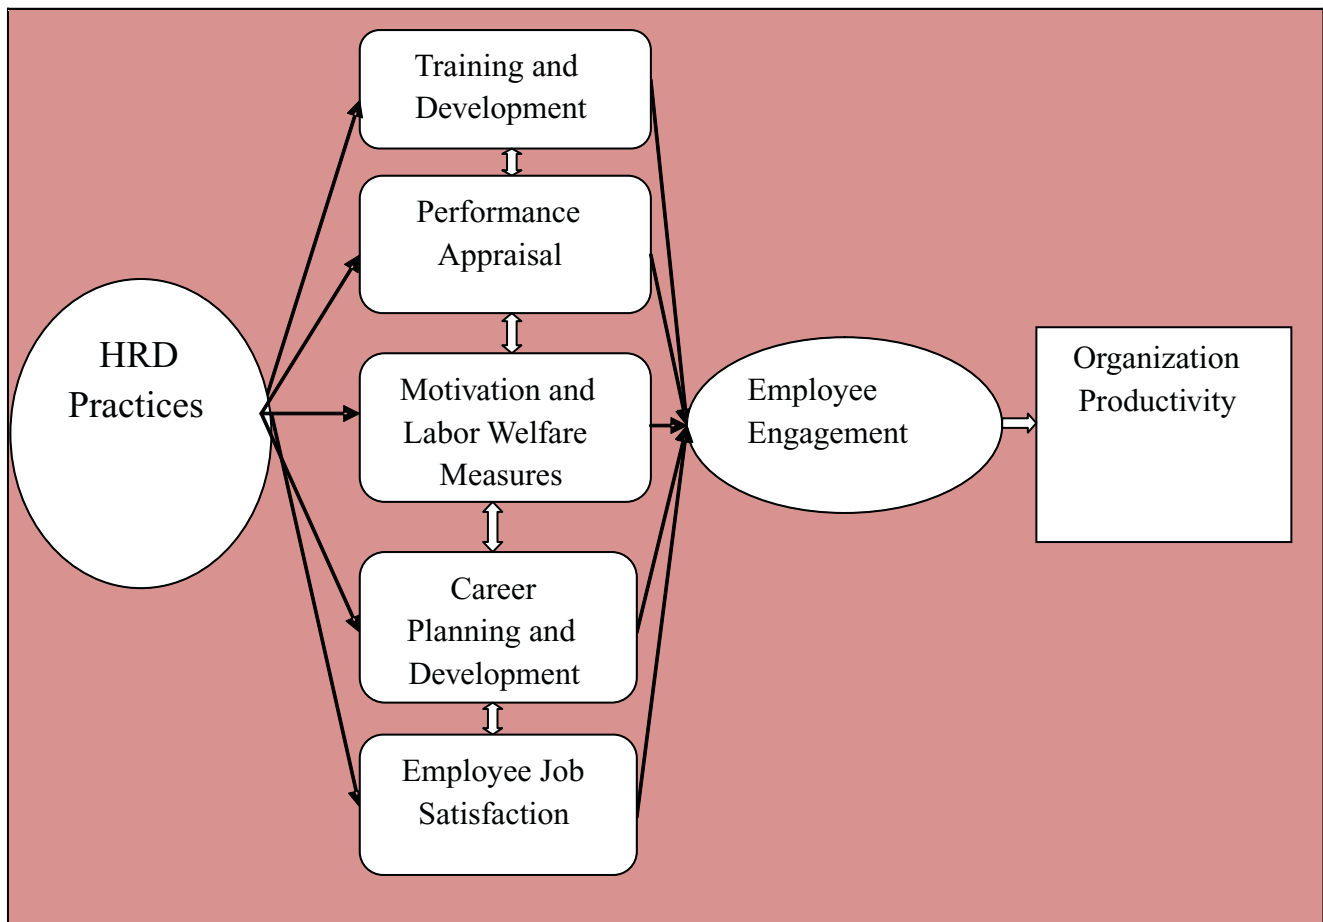 Training and
Development
Performance
Appraisal
HRD
Practices
Motivation and
Labor Welfare
Measures
Employee
Engagement
Organization
Productivity
Career
Planning and
Development
Employee Job
Satisfaction